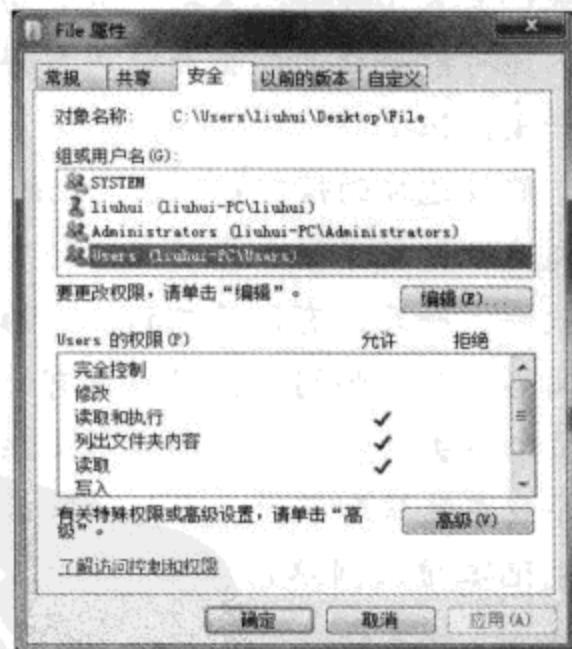 File 属性
常规 共享 安全 以前的版本 自定义
对象名称: C:\Users\liuhui\Desktop\File
组或用户名(G):
SYSTEM
liuhui (liuhui-PC\liuhui)
Administrators (liuhui-PC\Administrators)
Users (liuhui-PC\Users)
要更改权限，请单击“编辑”。 编辑(E)...
Users 的权限(P) 允许 拒绝
完全控制
修改
读取和执行
列出文件夹内容
读取
写入
有关特殊权限或高级设置，请单击“高
级”。 高级(V)
了解访问控制和权限
确定 取消 应用(A)